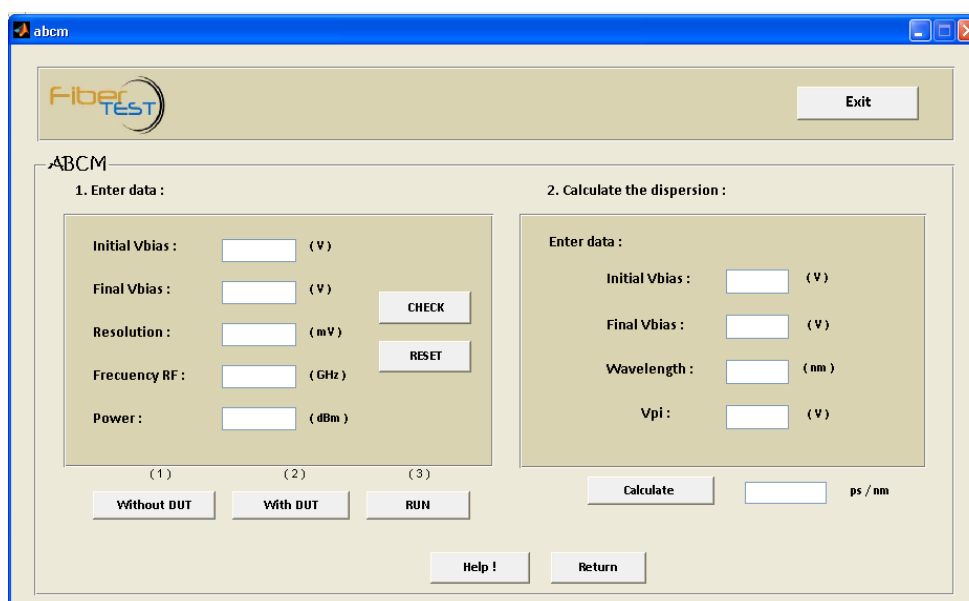 abcm
Fiber
TEST
Exit
ABCM
1. Enter data :
Initial Vbias :
( V )
Final Vbias :
( V )
Resolution :
( mV )
Frecuency RF :
( GHz )
Power :
( dBm )
CHECK
RESET
( 1 )
( 2 )
( 3 )
Without DUT
With DUT
RUN
2. Calculate the dispersion :
Enter data :
Initial Vbias :
( V )
Final Vbias :
( V )
Wavelength :
( nm )
Vpi :
( V )
Calculate
ps / nm
Help !
Return